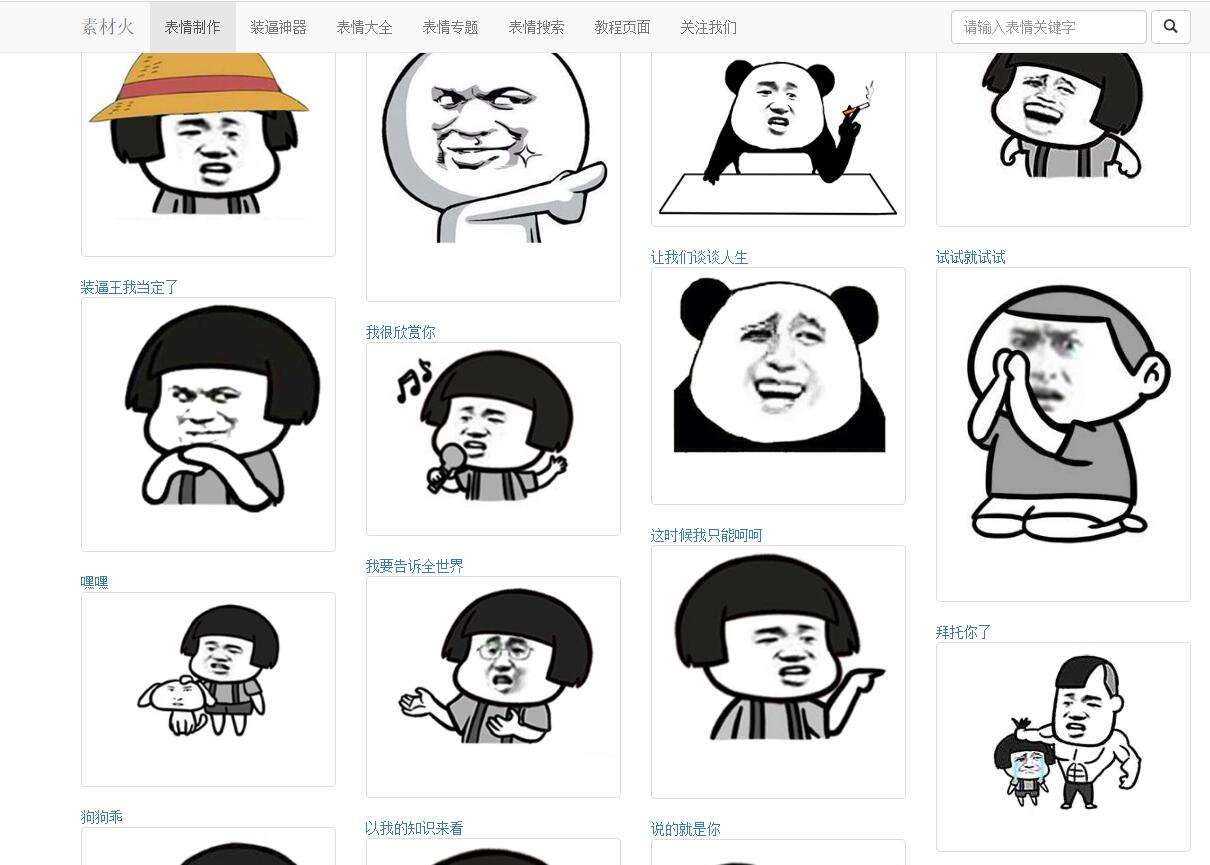 素材火
表情制作
装逼神器
表情大全
表情专题
表情搜索
教程页面
关注我们
请输入表情关键字
装逼王我当定了
嘿嘿
狗狗乖
我很欣赏你
我要告诉全世界
以我的知识来看
让我们谈谈人生
这时候我只能呵呵
说的就是你
试试就试试
拜托你了